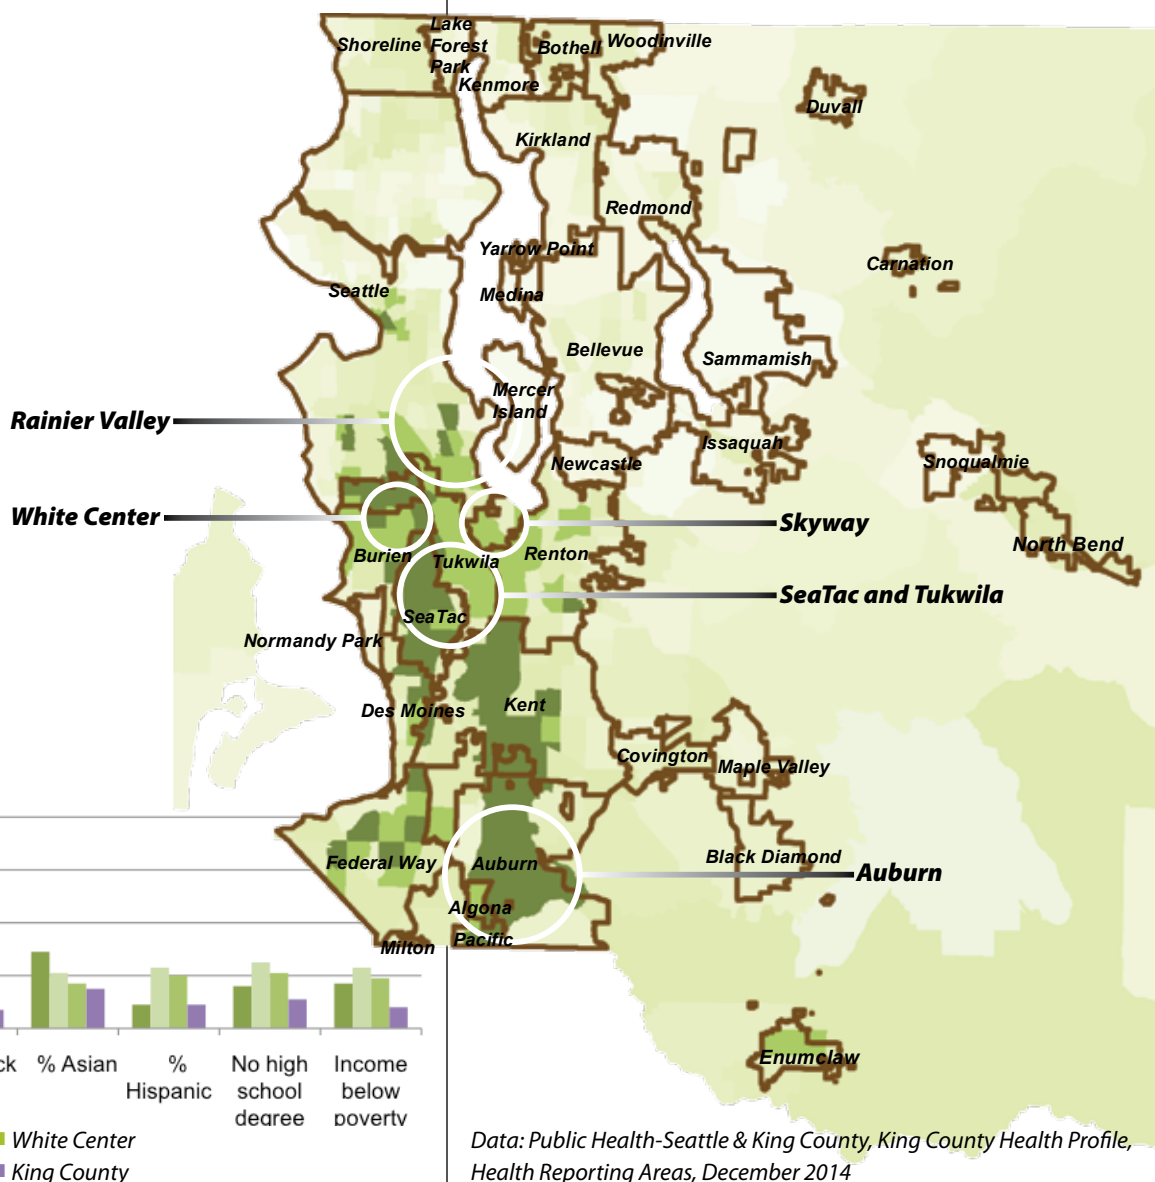 Lake
Forest
Park
Shoreline
Bothell
Woodinville
Kenmore
Duvall
Kirkland
Redmond
Yarrow Point
Carnation
Seattle
Medina
Bellevue
Sammamish
Mercer
Island
Rainier Valley
Issaquah
Newcastle
Snoqualmie
White Center
Skyway
North Bend
Burien
Tukwila
Renton
SeaTac and Tukwila
SeaTac
Normandy Park
Des Moines
Kent
Covington
Maple Valley
Federal Way
Auburn
Black Diamond
Auburn
Algona
Pacific
Milton
Enumclaw
ck
% Asian
%
Hispanic
No high
school
degree
Income
below
poverty
White Center
King County
Data: Public Health-Seattle & King County, King County Health Profile,
Health Reporting Areas, December 2014